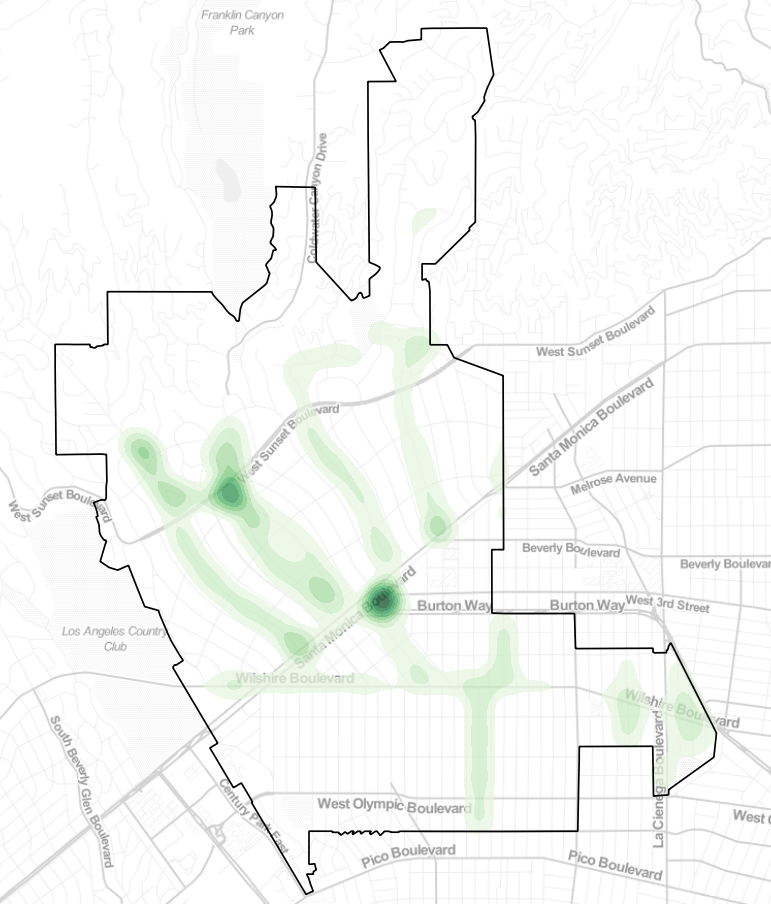 Franklin Canyon
Park
Coldwater Canyon Drive
West Sunset Boulevard
West Sunset Boulevard
Santa Monica Boulevard
Melrose Avenue
West Sunset Boulevard
Beverly Boulevard
Beverly Boulevar
Santa Monica Boulevard
Burton Way
Burton Way
West 3rd Street
Los Angeles Country
Club
Wilshire Boulevard
Wilshire Boulevard
South Beverly Glen Boulevard
La Cienega Boulevard
Century Park East
West Olympic Boulevard
West O
Pico Boulevard
Pico Boulevard